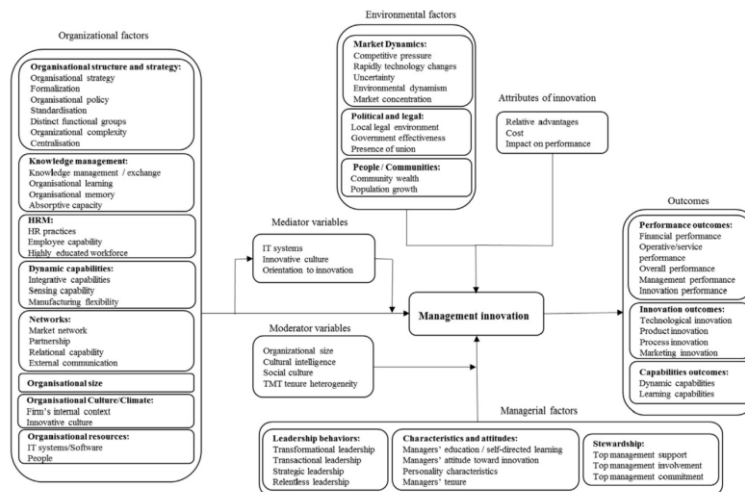 Organizational factors
Organisational structure and strategy:
Organisational strategy
Formalization
Organisational policy
Standardisation
Distinct functional groups
Organizational complexity
Centralisation
Knowledge management:
Knowledge management / exchange
Organisational learning
Organisational memory
Absorptive capacity
HRM:
HR practices
Employee capability
Highly educated workforce
Dynamic capabilities:
Integrative capabilities
Sensing capability
Manufacturing flexibility
Networks:
Market network
Partnership
Relational capability
External communication
Organisational size
Organisational Culture/Climate:
Firm's internal context
Innovative culture
Organisational resources:
IT systems/Software
People
Environmental factors
Market Dynamics:
Competitive pressure
Rapidly technology changes
Uncertainty
Environmental dynamism
Market concentration
Political and legal:
Local legal environment
Government effectiveness
Presence of union
People / Communities:
Community wealth
Population growth
Attributes of innovation
Relative advantages
Cost
Impact on performance
Mediator variables
IT systems
Innovative culture
Orientation to innovation
Management innovation
Moderator variables
Organizational size
Cultural intelligence
Social culture
TMT tenure heterogeneity
Outcomes
Performance outcomes:
Financial performance
Operative/service
performance
Overall performance
Management performance
Innovation performance
Innovation outcomes:
Technological innovation
Product innovation
Process innovation
Marketing innovation
Capabilities outcomes:
Dynamic capabilities
Learning capabilities
Managerial factors
Leadership behaviors:
Transformational leadership
Transactional leadership
Strategic leadership
Relentless leadership
Characteristics and attitudes:
Managers' education / self-directed learning
Managers' attitude toward innovation
Personality characteristics
Managers' tenure
Stewardship:
Top management support
Top management involvement
Top management commitment